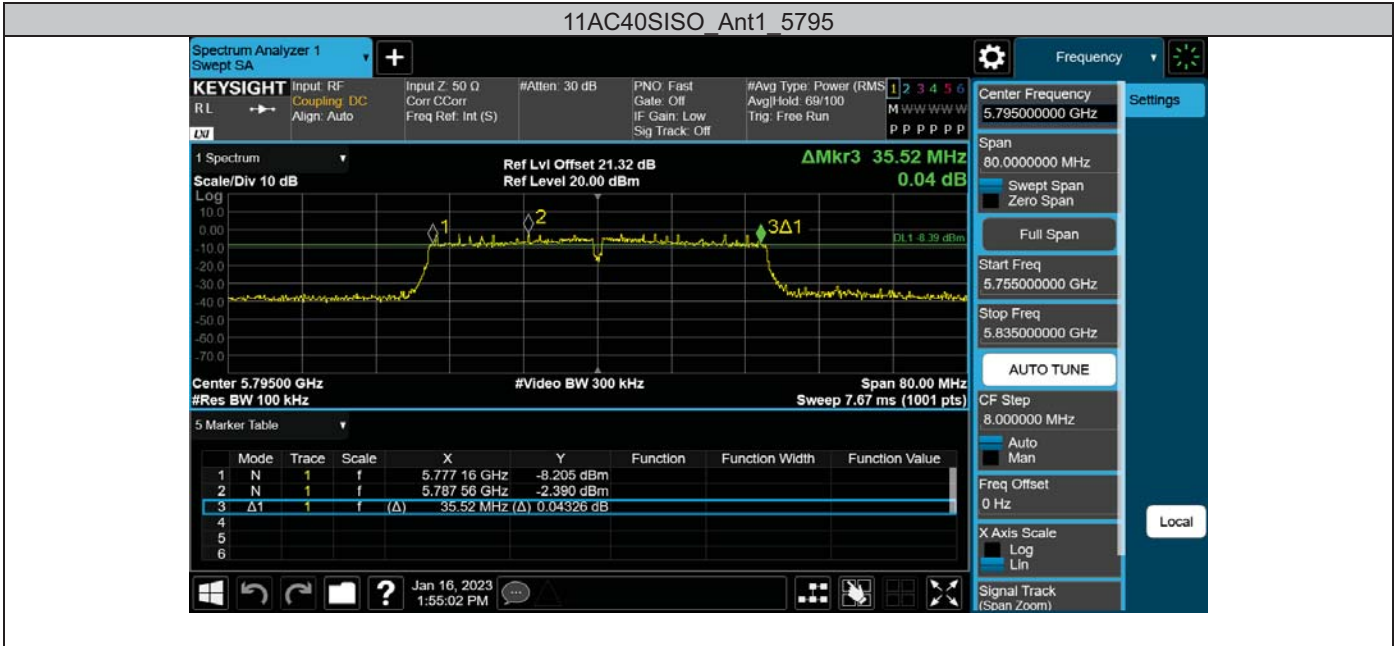 11AC40SISO_Ant1_5795
Spectrum Analyzer 1
Swept SA
+
Frequency
KEYSIGHT
RL
LXI
Input: RF
Coupling: DC
Align: Auto
Input Z: 50 Ω
Corr CCorr
Freq Ref: Int (S)
#Atten: 30 dB
PNO: Fast
Gate: Off
IF Gain: Low
Sig Track: Off
#Avg Type: Power (RMS
Avg|Hold: 69/100
Trig: Free Run
1 2 3 4 5 6
M W W W W W
P P P P P P
1 Spectrum
Scale/Div 10 dB
Ref Lvl Offset 21.32 dB
Ref Level 20.00 dBm
ΔMkr3 35.52 MHz
0.04 dB
Log
10.0
0.00
-10.0
-20.0
-30.0
-40.0
-50.0
-60.0
-70.0
1
2
3Δ1
DL1 -8.39 dBm
Center 5.79500 GHz
#Video BW 300 kHz
Span 80.00 MHz
#Res BW 100 kHz
Sweep 7.67 ms (1001 pts)
5 Marker Table
Mode Trace Scale X Y Function Function Width Function Value
1 N 1 f 5.777 16 GHz -8.205 dBm
2 N 1 f 5.787 56 GHz -2.390 dBm
3 Δ1 1 f (Δ) 35.52 MHz (Δ) 0.04326 dB
4
5
6
?
Jan 16, 2023
1:55:02 PM
Center Frequency
5.795000000 GHz
Span
80.0000000 MHz
Swept Span
Zero Span
Full Span
Start Freq
5.755000000 GHz
Stop Freq
5.835000000 GHz
AUTO TUNE
CF Step
8.000000 MHz
Auto
Man
Freq Offset
0 Hz
X Axis Scale
Log
Lin
Signal Track
(Span Zoom)
Settings
Local